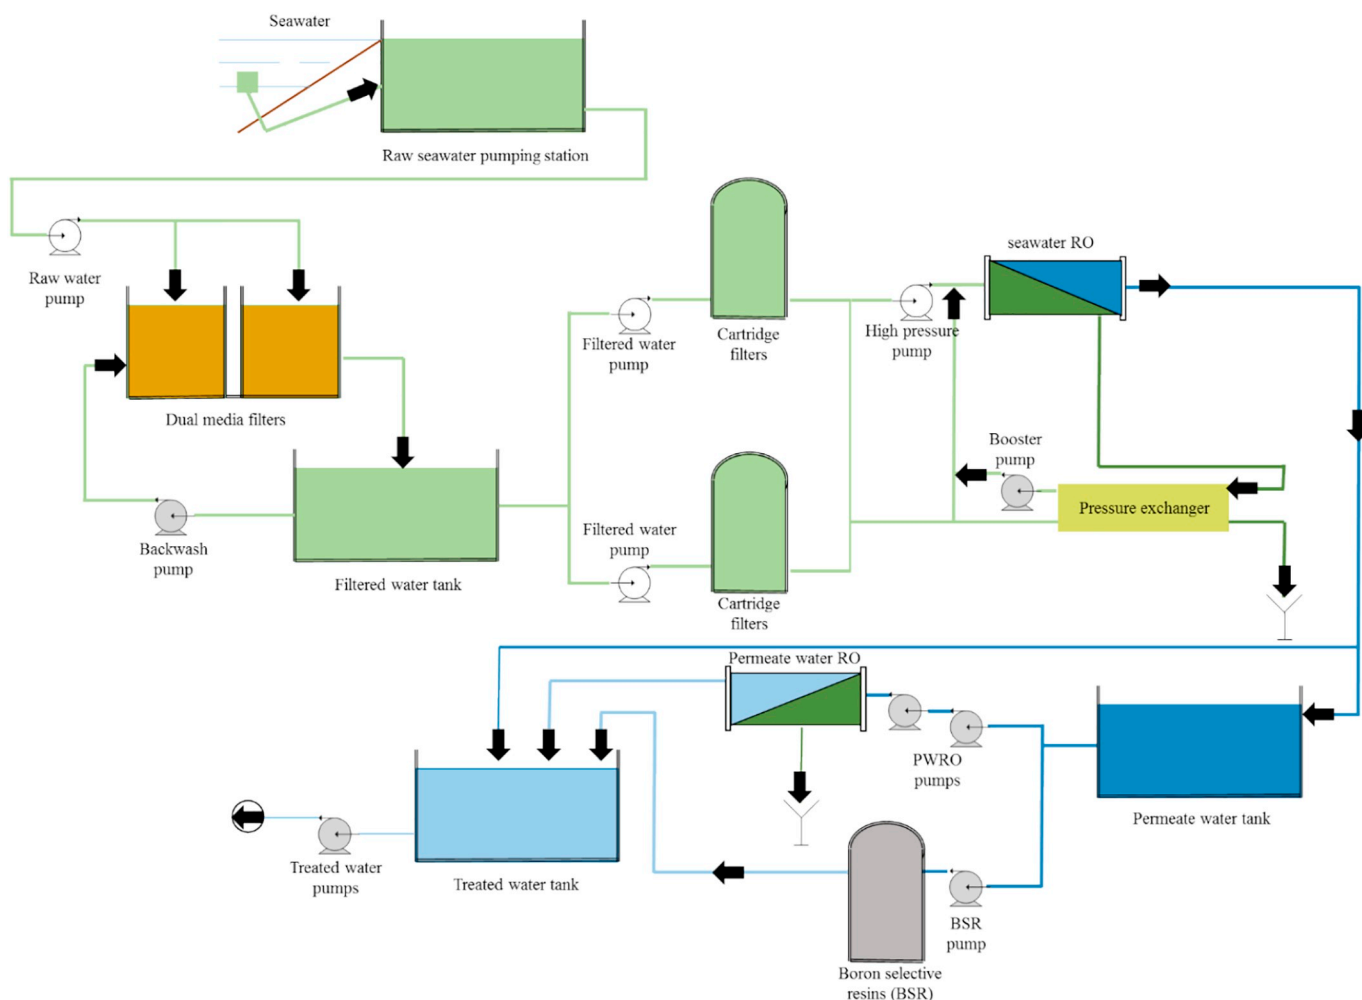 Seawater
Raw seawater pumping station
Raw water
pump
Dual media filters
Backwash
pump
Filtered water tank
Filtered water
pump
Cartridge
filters
Filtered water
pump
Cartridge
filters
High pressure
pump
seawater RO
Booster
pump
Pressure exchanger
Permeate water RO
PWRO
pumps
Permeate water tank
Treated water
pumps
Treated water tank
BSR
pump
Boron selective
resins (BSR)